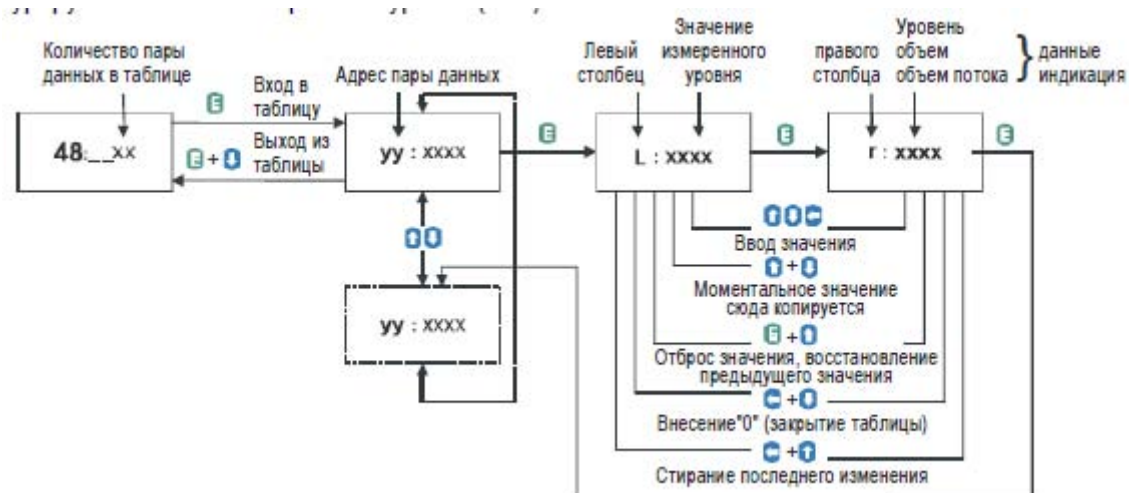 Количество пары
данных в таблице
Вход в
таблицу
Адрес пары данных
Левый
столбец
Значение
измеренного
уровня
правого
столбца
Уровень
объем
объем потока
} данные
индикация
E
48:__xx
E + ↓
Выход из
таблицы
yy : xxxx
E
L : xxxx
E
r : xxxx
E
↑ ↓
yy : xxxx
↑ ↓ ←
Ввод значения
↑ + ↓
Моментальное значение
сюда копируется
E + ↑
Отброс значения, восстановление
предыдущего значения
← + ↓
Внесение"0" (закрытие таблицы)
← + ↑
Стирание последнего изменения